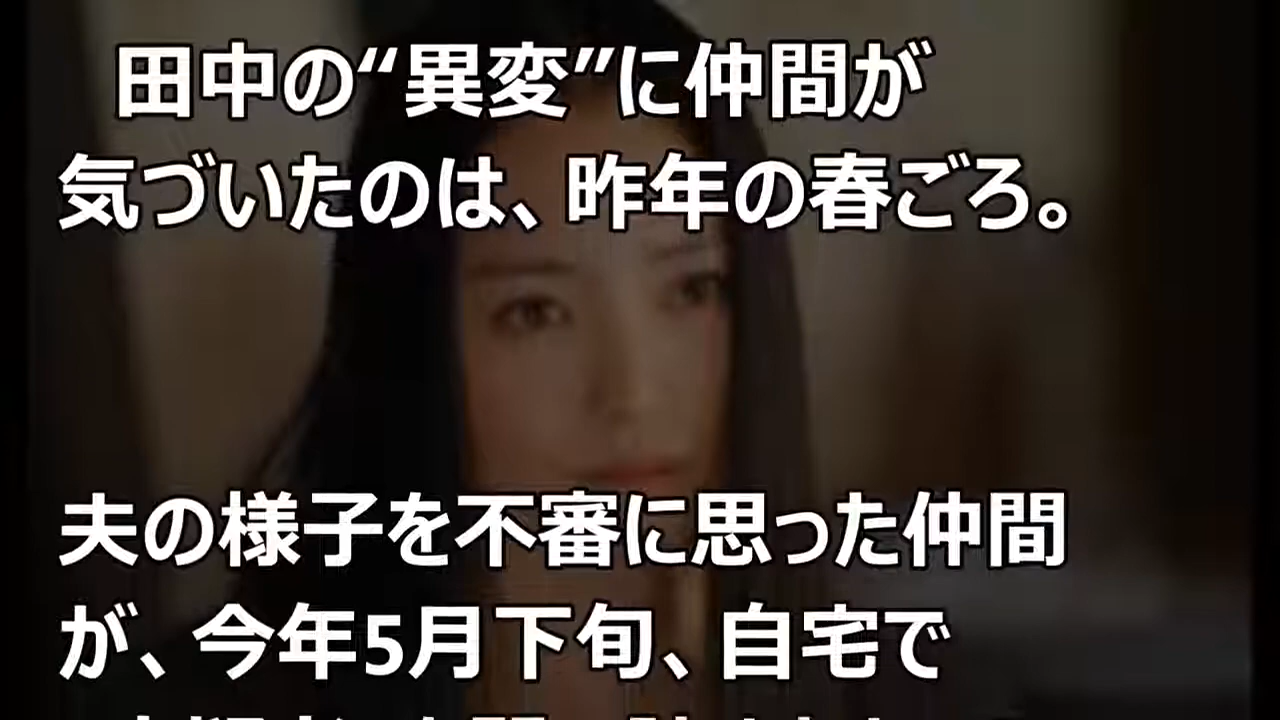 田中の“異変”に仲間が
気づいたのは、昨年の春ごろ。
夫の様子を不審に思った仲間
が、今年5月下旬、自宅で